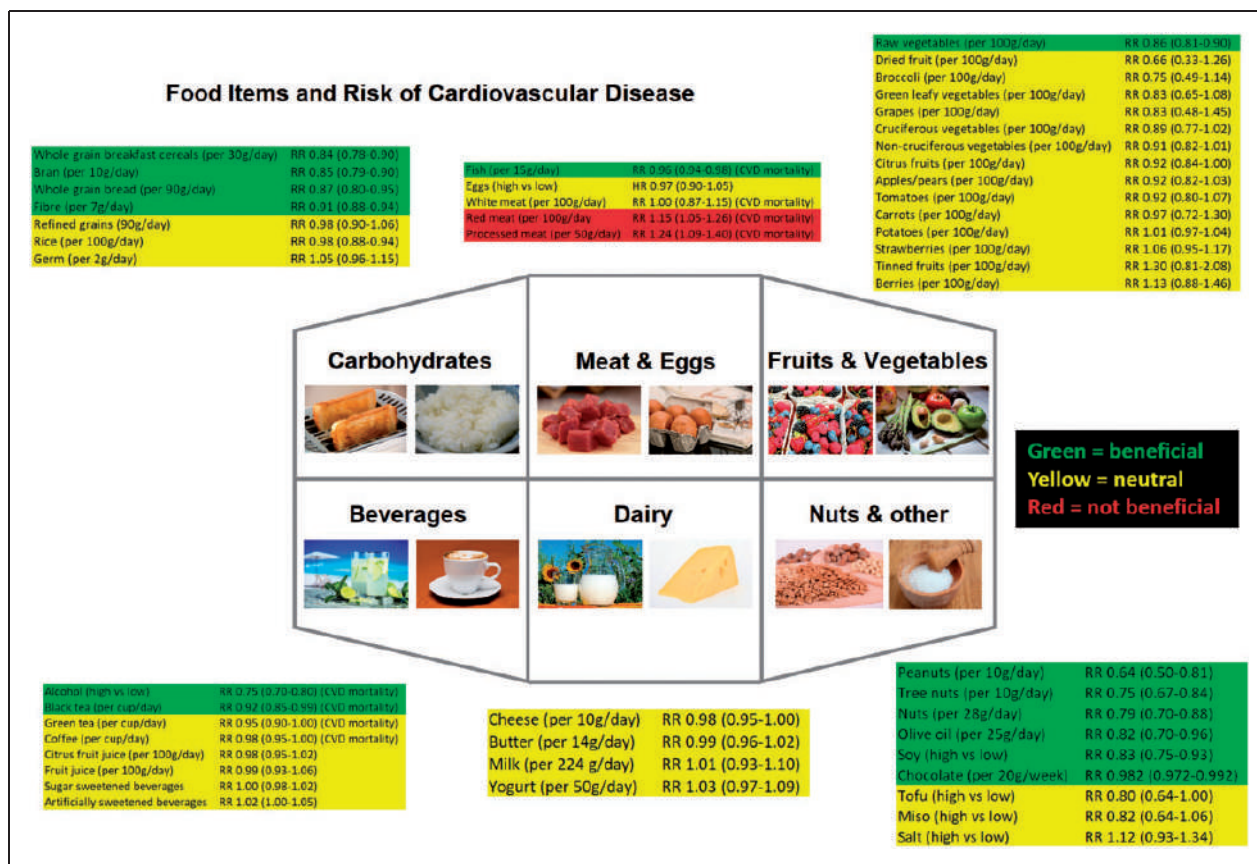 Food Items and Risk of Cardiovascular Disease
Whole grain breakfast cereals (per 30g/day) RR 0.84 (0.78-0.90)
Bran (per 10g/day) RR 0.85 (0.79-0.90)
Whole grain bread (per 90g/day) RR 0.87 (0.80-0.95)
Fibre (per 7g/day) RR 0.91 (0.88-0.94)
Refined grains (90g/day) RR 0.98 (0.90-1.06)
Rice (per 100g/day) RR 0.98 (0.88-0.94)
Germ (per 2g/day) RR 1.05 (0.96-1.15)
Fish (per 15g/day) RR 0.96 (0.94-0.98) (CVD mortality)
Eggs (high vs low) HR 0.97 (0.90-1.05)
White meat (per 100g/day) RR 1.00 (0.87-1.15) (CVD mortality)
Red meat (per 100g/day RR 1.15 (1.05-1.26) (CVD mortality)
Processed meat (per 50g/day) RR 1.24 (1.09-1.40) (CVD mortality)
Raw vegetables (per 100g/day) RR 0.86 (0.81-0.90)
Dried fruit (per 100g/day) RR 0.66 (0.33-1.26)
Broccoli (per 100g/day) RR 0.75 (0.49-1.14)
Green leafy vegetables (per 100g/day) RR 0.83 (0.65-1.08)
Grapes (per 100g/day) RR 0.83 (0.48-1.45)
Cruciferous vegetables (per 100g/day) RR 0.89 (0.77-1.02)
Non-cruciferous vegetables (per 100g/day) RR 0.91 (0.82-1.01)
Citrus fruits (per 100g/day) RR 0.92 (0.84-1.00)
Apples/pears (per 100g/day) RR 0.92 (0.82-1.03)
Tomatoes (per 100g/day) RR 0.92 (0.80-1.07)
Carrots (per 100g/day) RR 0.97 (0.72-1.30)
Potatoes (per 100g/day) RR 1.01 (0.97-1.04)
Strawberries (per 100g/day) RR 1.06 (0.95-1.17)
Tinned fruits (per 100g/day) RR 1.30 (0.81-2.08)
Berries (per 100g/day) RR 1.13 (0.88-1.46)
Carbohydrates
Meat & Eggs
Fruits & Vegetables
Green = beneficial
Yellow = neutral
Red = not beneficial
Beverages
Dairy
Nuts & other
Alcohol (high vs low) RR 0.75 (0.70-0.80) (CVD mortality)
Black tea (per cup/day) RR 0.92 (0.85-0.99) (CVD mortality)
Green tea (per cup/day) RR 0.95 (0.90-1.00) (CVD mortality)
Coffee (per cup/day) RR 0.98 (0.95-1.00) (CVD mortality)
Citrus fruit juice (per 100g/day) RR 0.98 (0.95-1.02)
Fruit juice (per 100g/day) RR 0.99 (0.93-1.06)
Sugar sweetened beverages RR 1.00 (0.98-1.02)
Artificially sweetened beverages RR 1.02 (1.00-1.05)
Cheese (per 10g/day) RR 0.98 (0.95-1.00)
Butter (per 14g/day) RR 0.99 (0.96-1.02)
Milk (per 224 g/day) RR 1.01 (0.93-1.10)
Yogurt (per 50g/day) RR 1.03 (0.97-1.09)
Peanuts (per 10g/day) RR 0.64 (0.50-0.81)
Tree nuts (per 10g/day) RR 0.75 (0.67-0.84)
Nuts (per 28g/day) RR 0.79 (0.70-0.88)
Olive oil (per 25g/day) RR 0.82 (0.70-0.96)
Soy (high vs low) RR 0.83 (0.75-0.93)
Chocolate (per 20g/week) RR 0.982 (0.972-0.992)
Tofu (high vs low) RR 0.80 (0.64-1.00)
Miso (high vs low) RR 0.82 (0.64-1.06)
Salt (high vs low) RR 1.12 (0.93-1.34)